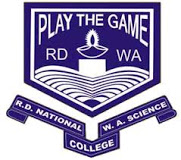 PLAY THE GAME
RD WA
R.D. NATIONAL
W. A. SCIENCE
COLLEGE